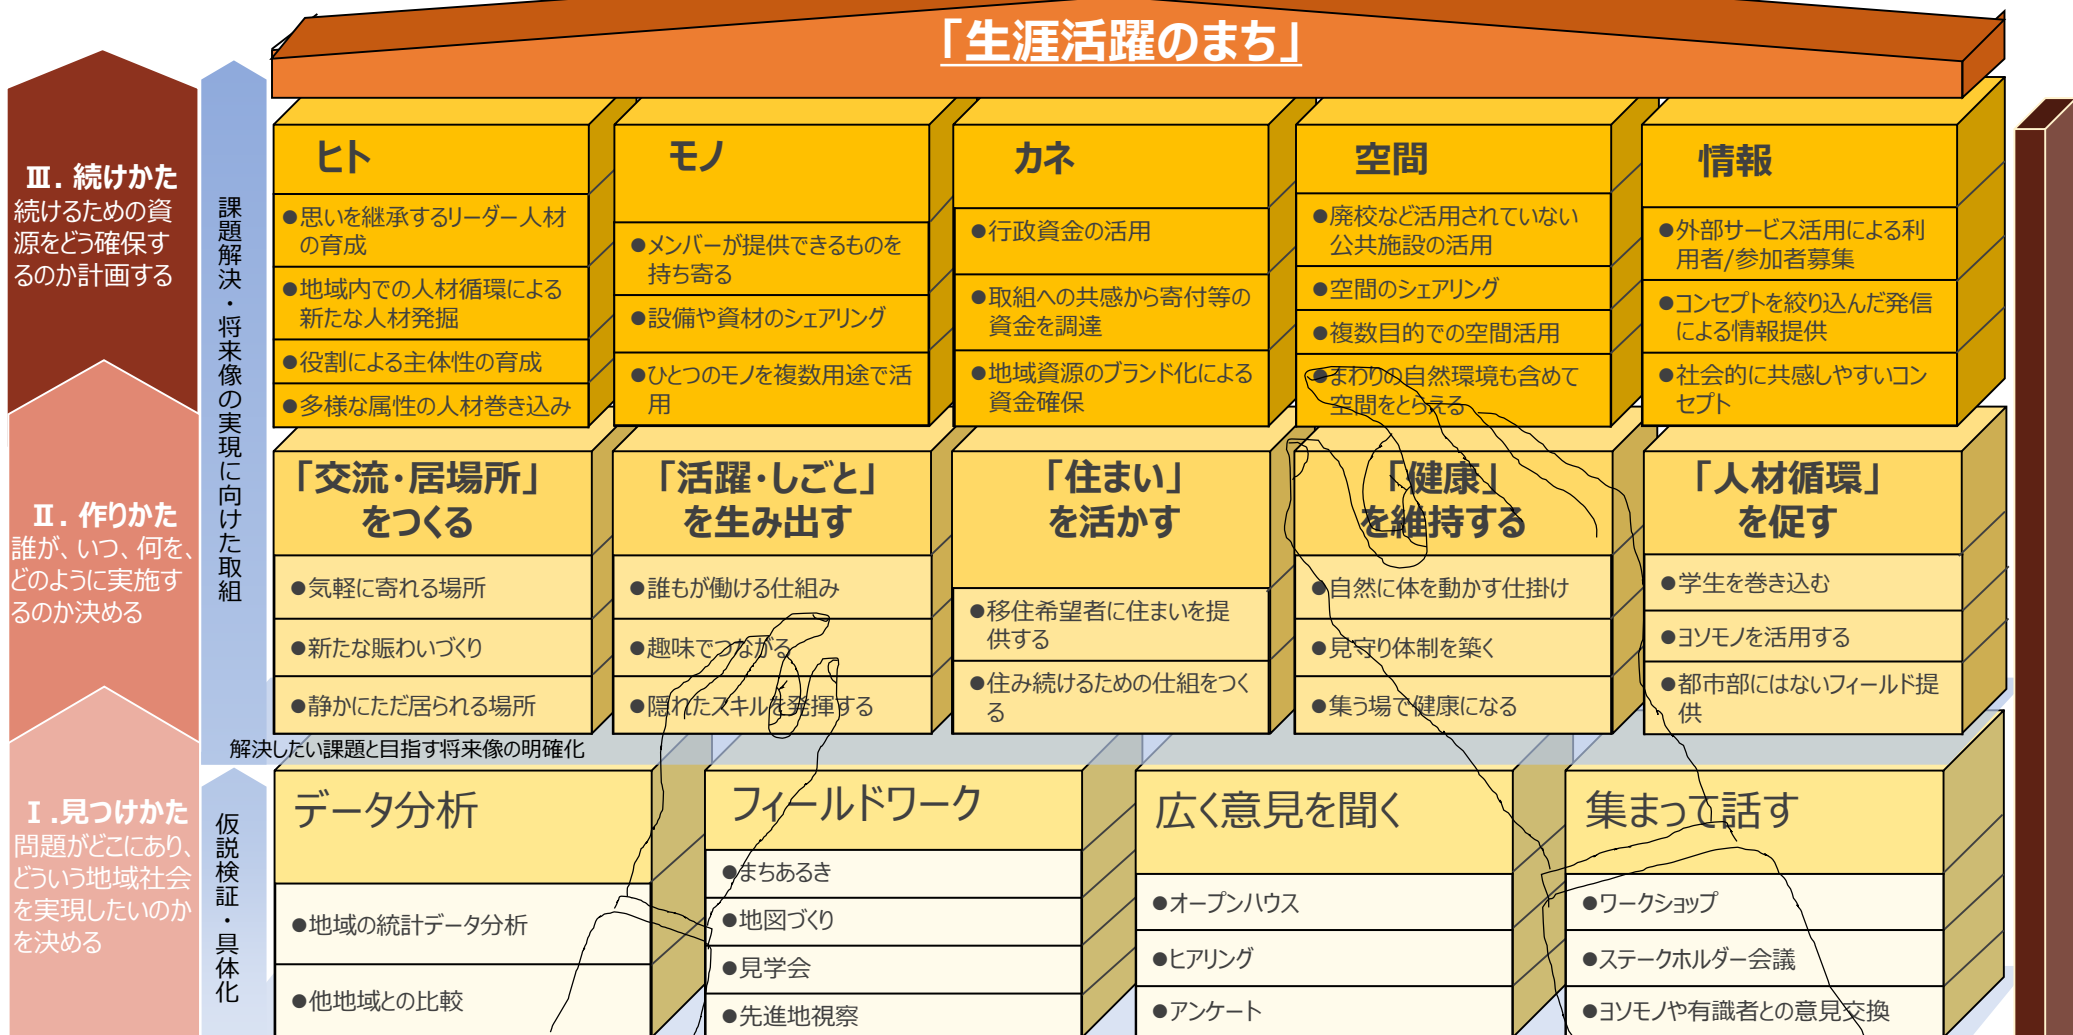 「生涯活躍のまち」
Ⅲ. 続けかた
続けるための資
源をどう確保す
るのか計画する
課題解決・将来像の実現に向けた取組
ヒト
●思いを継承するリーダー人材
の育成
●地域内での人材循環による
新たな人材発掘
●役割による主体性の育成
●多様な属性の人材巻き込み
モノ
●メンバーが提供できるものを
持ち寄る
●設備や資材のシェアリング
●ひとつのモノを複数用途で活
用
カネ
●行政資金の活用
●取組への共感から寄付等の
資金を調達
●地域資源のブランド化による
資金確保
空間
●廃校など活用されていない
公共施設の活用
●空間のシェアリング
●複数目的での空間活用
●まわりの自然環境も含めて
空間をとらえる
情報
●外部サービス活用による利
用者/参加者募集
●コンセプトを絞り込んだ発信
による情報提供
●社会的に共感しやすいコン
セプト
Ⅱ. 作りかた
誰が、いつ、何を、
どのように実施す
るのか決める
「交流・居場所」
をつくる
●気軽に寄れる場所
●新たな賑わいづくり
●静かにただ居られる場所
「活躍・しごと」
を生み出す
●誰もが働ける仕組み
●趣味でつながる
●隠れたスキルを発揮する
「住まい」
を活かす
●移住希望者に住まいを提
供する
●住み続けるための仕組をつく
る
「健康」
を維持する
●自然に体を動かす仕掛け
●見守り体制を築く
●集う場で健康になる
「人材循環」
を促す
●学生を巻き込む
●ヨソモノを活用する
●都市部にはないフィールド提
供
解決したい課題と目指す将来像の明確化
Ⅰ.見つけかた
問題がどこにあり、
どういう地域社会
を実現したいのか
を決める
仮説検証・具体化
データ分析
●地域の統計データ分析
●他地域との比較
フィールドワーク
●まちあるき
●地図づくり
●見学会
●先進地視察
広く意見を聞く
●オープンハウス
●ヒアリング
●アンケート
集まって話す
●ワークショップ
●ステークホルダー会議
●ヨソモノや有識者との意見交換